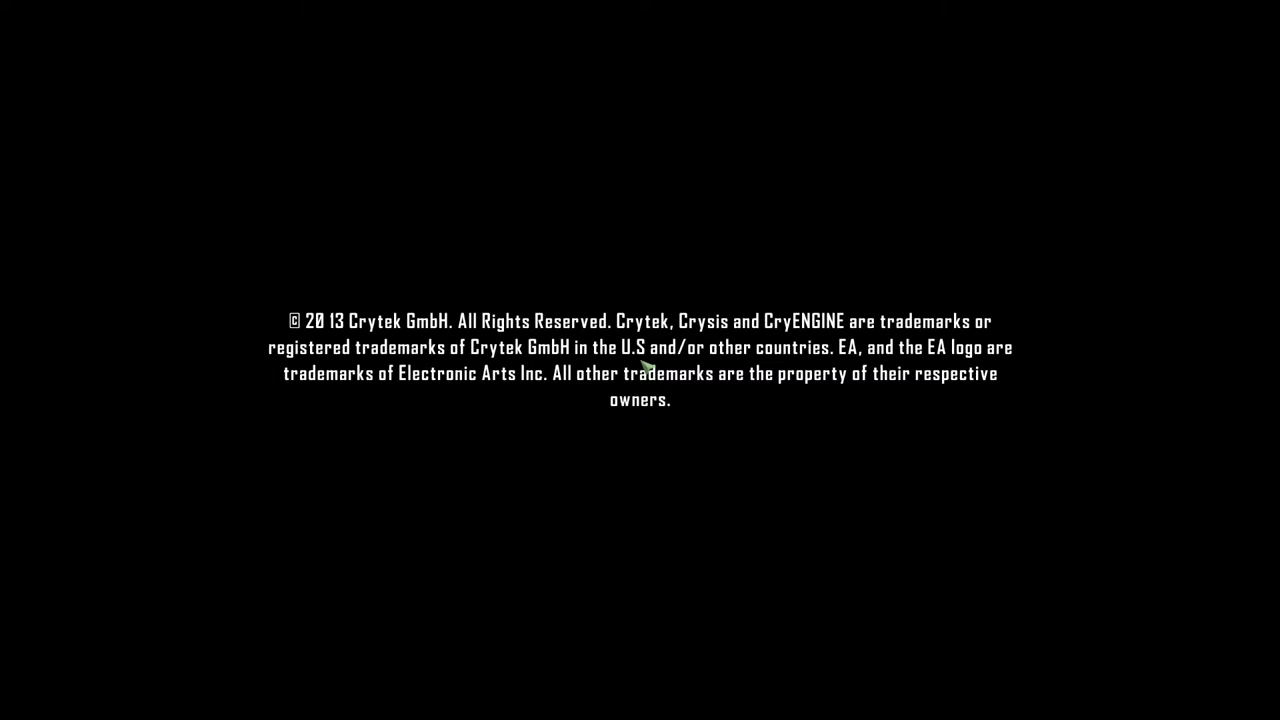 © 2013 Crytek GmbH. All Rights Reserved. Crytek, Crysis and CryENGINE are trademarks or
registered trademarks of Crytek GmbH in the U.S and/or other countries. EA, and the EA logo are
trademarks of Electronic Arts Inc. All other trademarks are the property of their respective
owners.